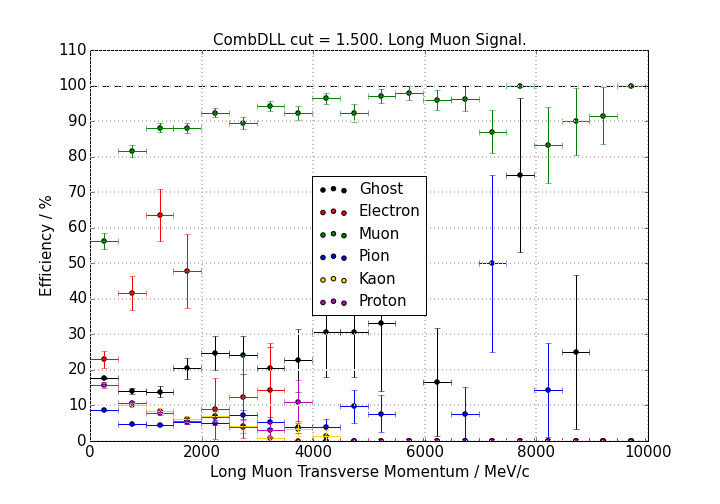 CombDLL cut = 1.500. Long Muon Signal.
110
100
90
80
70
60
50
40
30
20
10
0
Efficiency / %
Ghost
Electron
Muon
Pion
Kaon
Proton
0 2000 4000 6000 8000 10000
Long Muon Transverse Momentum / MeV/c